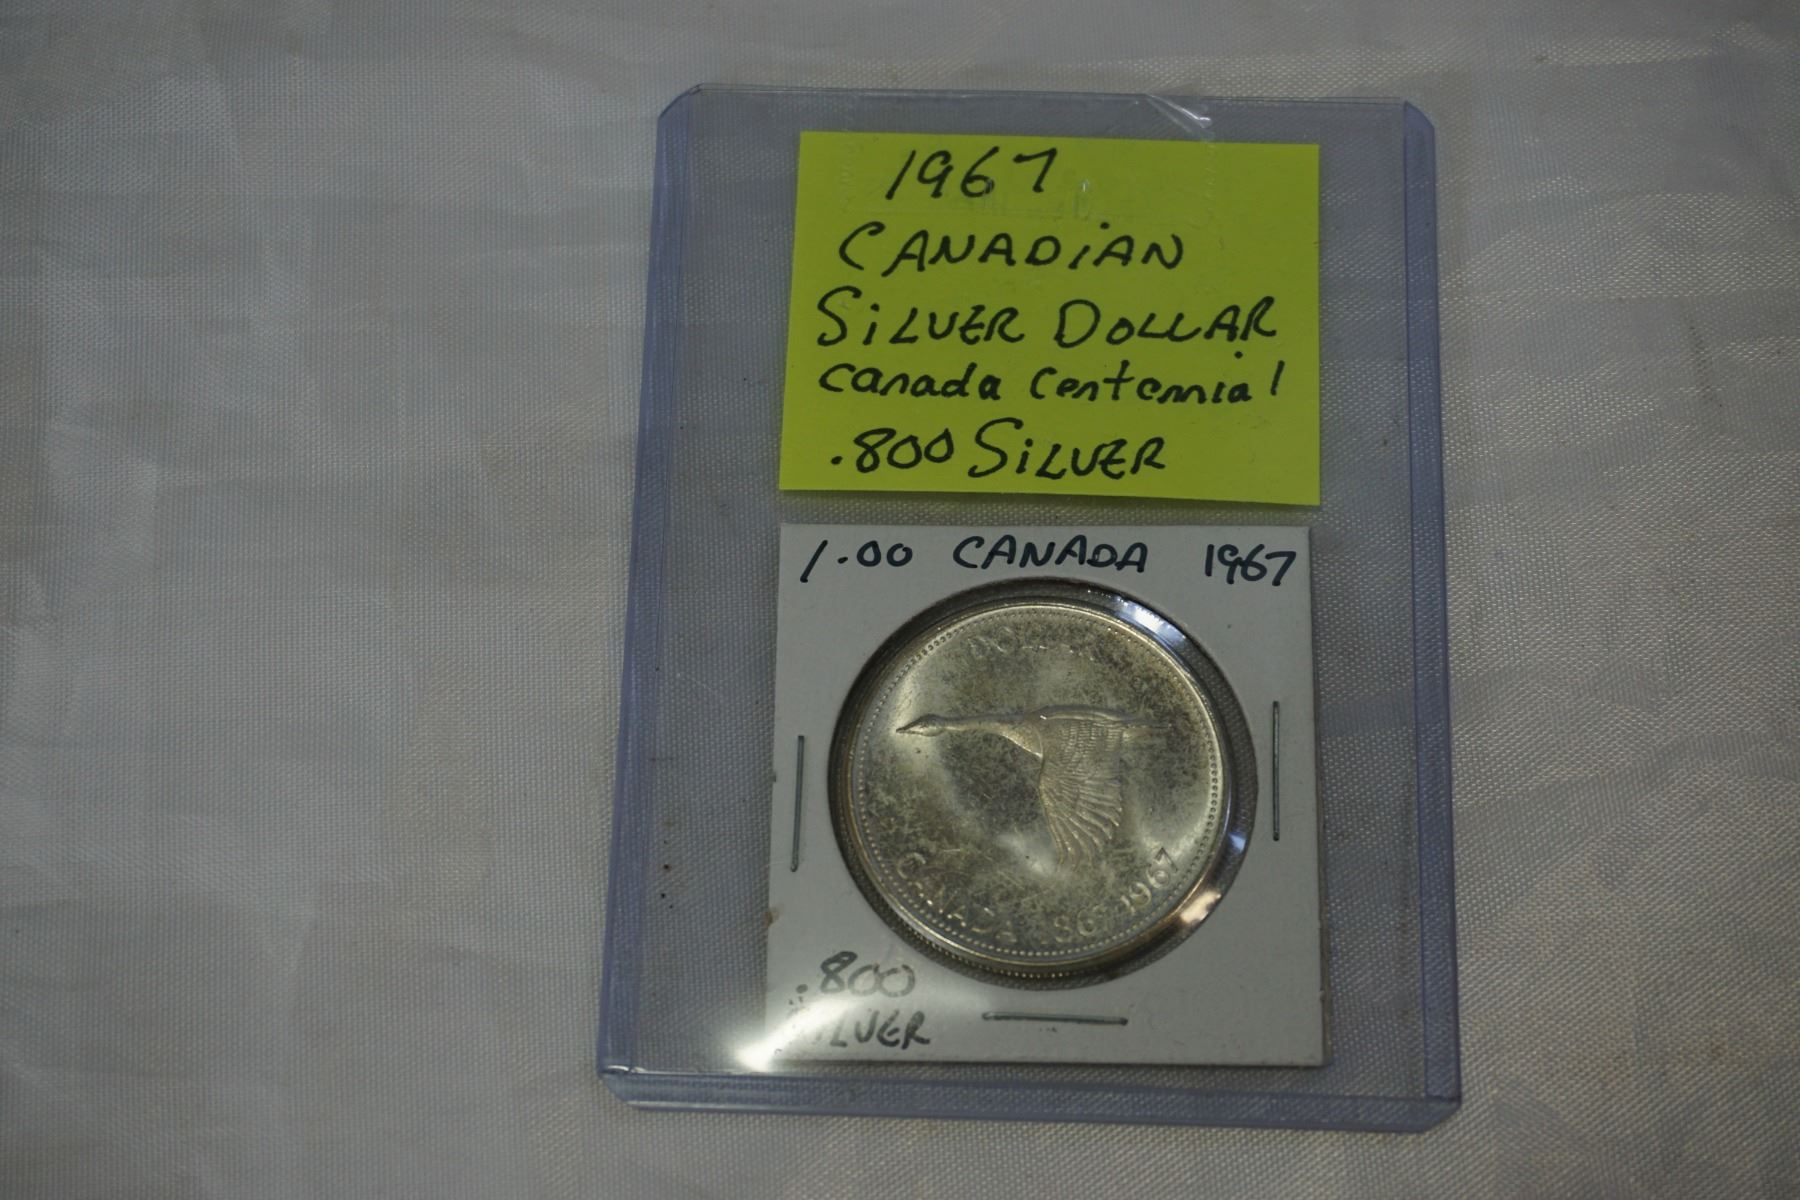 1967
CANADiAN
SiLVER DOLLAR
canada Centennial
.800 SiLVER
1.00 CANADA 1967
DOLLAR
CANADA 1867-1967
.800
SILVER